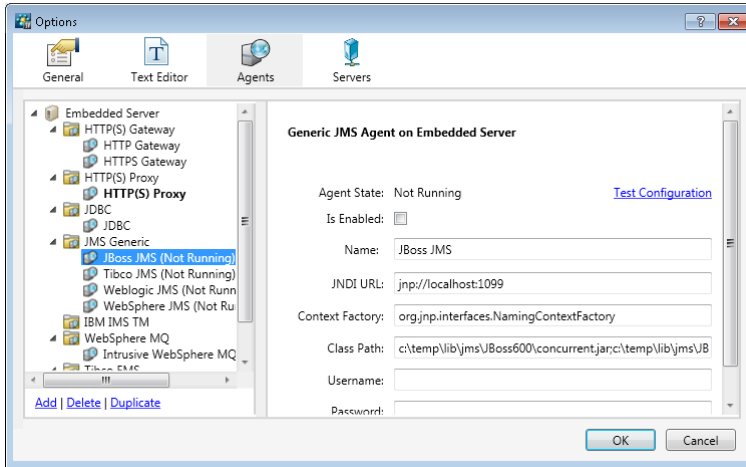 Options
General
Text Editor
Agents
Servers
Embedded Server
HTTP(S) Gateway
HTTP Gateway
HTTPS Gateway
HTTP(S) Proxy
HTTP(S) Proxy
JDBC
JDBC
JMS Generic
JBoss JMS (Not Running)
Tibco JMS (Not Running)
Weblogic JMS (Not Runn
WebSphere JMS (Not Ru
IBM IMS TM
WebSphere MQ
Intrusive WebSphere MQ
Tibco EMS
Add | Delete | Duplicate
Generic JMS Agent on Embedded Server
Agent State: Not Running Test Configuration
Is Enabled:
Name: JBoss JMS
JNDI URL: jnp://localhost:1099
Context Factory: org.jnp.interfaces.NamingContextFactory
Class Path: c:\temp\lib\jms\JBoss600\concurrent.jar;c:\temp\lib\jms\JB
Username:
Password:
OK Cancel